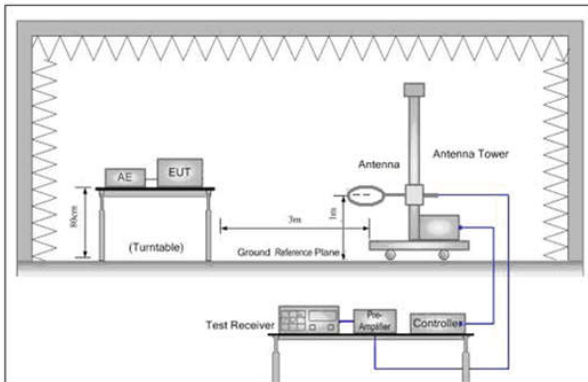 Antenna
Antenna Tower
AE
EUT
80cm
3m
1m
(Turntable)
Ground Reference Plane
Test Receiver
Pre-
Amplifier
Controller